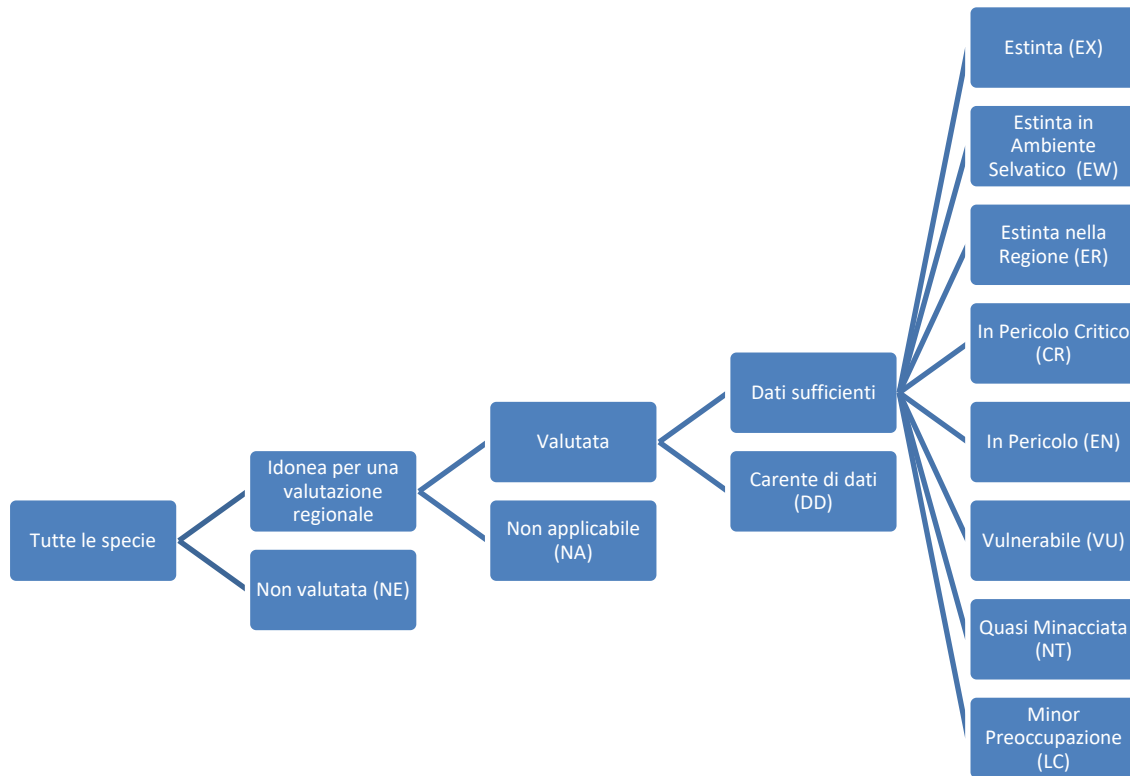 Tutte le specie
Idonea per una
valutazione
regionale
Non valutata (NE)
Valutata
Non applicabile
(NA)
Dati sufficienti
Carente di dati
(DD)
Estinta (EX)
Estinta in
Ambiente
Selvatico (EW)
Estinta nella
Regione (ER)
In Pericolo Critico
(CR)
In Pericolo (EN)
Vulnerabile (VU)
Quasi Minacciata
(NT)
Minor
Preoccupazione
(LC)